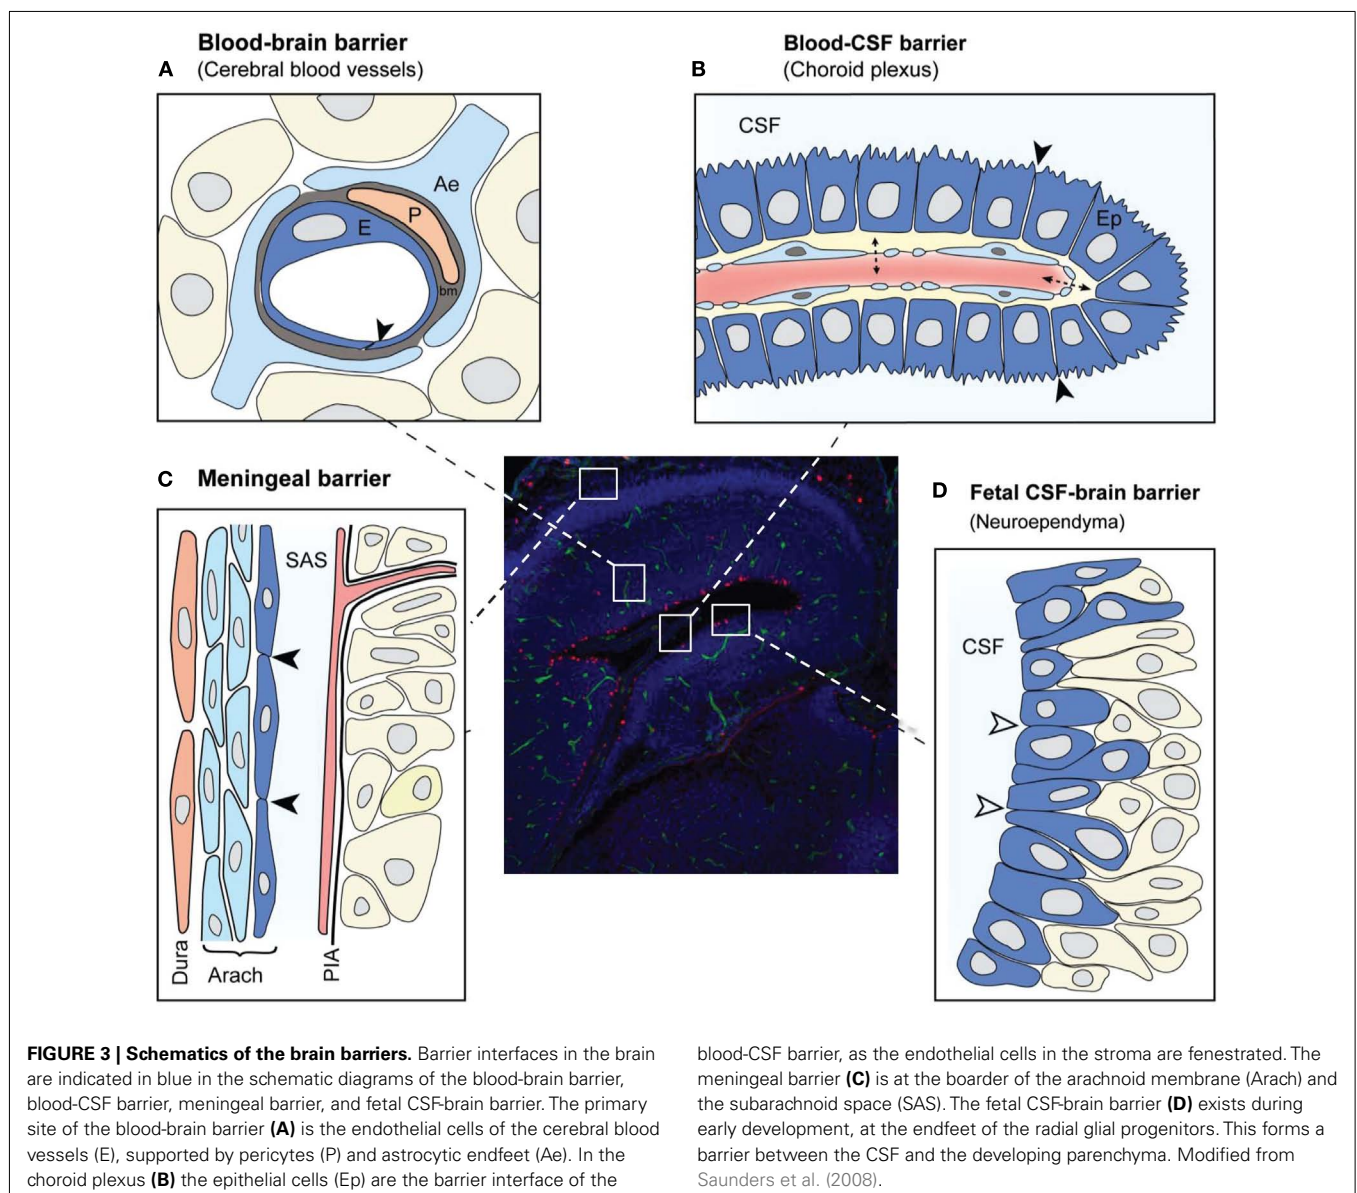 Blood-brain barrier
A (Cerebral blood vessels)
Blood-CSF barrier
B (Choroid plexus)
Ae
P
E
bm
CSF
Ep
C Meningeal barrier
SAS
Dura
Arach
PIA
D Fetal CSF-brain barrier
(Neuroependyma)
CSF
FIGURE 3 | Schematics of the brain barriers. Barrier interfaces in the brain
are indicated in blue in the schematic diagrams of the blood-brain barrier,
blood-CSF barrier, meningeal barrier, and fetal CSF-brain barrier. The primary
site of the blood-brain barrier (A) is the endothelial cells of the cerebral blood
vessels (E), supported by pericytes (P) and astrocytic endfeet (Ae). In the
choroid plexus (B) the epithelial cells (Ep) are the barrier interface of the
blood-CSF barrier, as the endothelial cells in the stroma are fenestrated. The
meningeal barrier (C) is at the boarder of the arachnoid membrane (Arach) and
the subarachnoid space (SAS). The fetal CSF-brain barrier (D) exists during
early development, at the endfeet of the radial glial progenitors. This forms a
barrier between the CSF and the developing parenchyma. Modified from
Saunders et al. (2008).